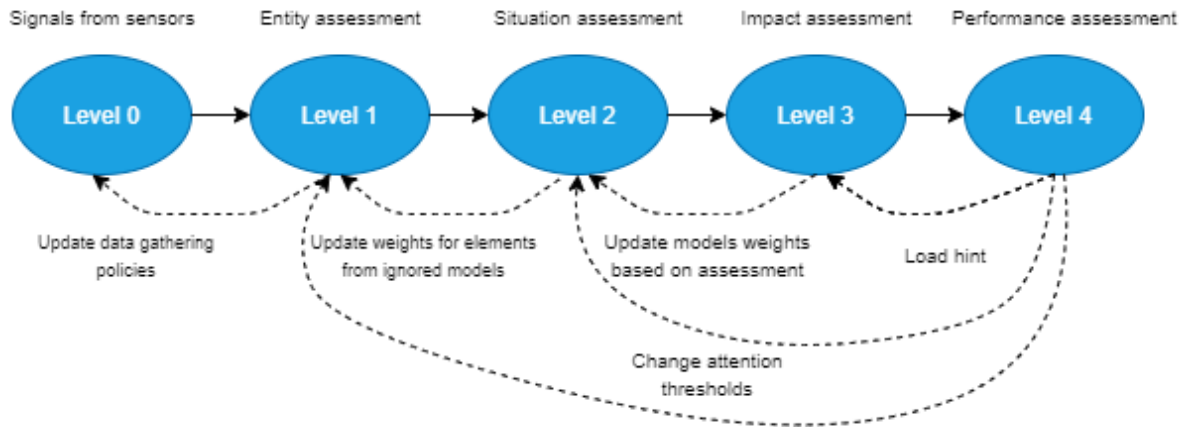 Signals from sensors
Entity assessment
Situation assessment
Impact assessment
Performance assessment
Level 0
Level 1
Level 2
Level 3
Level 4
Update data gathering
policies
Update weights for elements
from ignored models
Update models weights
based on assessment
Load hint
Change attention
thresholds